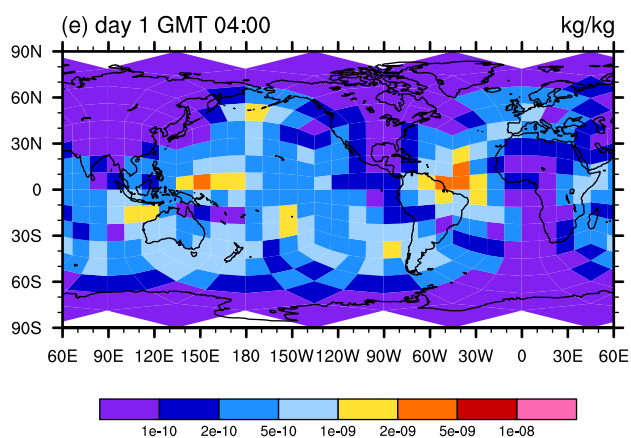 (e) day 1 GMT 04:00 kg/kg
90N
60N
30N
0
30S
60S
90S
60E 90E 120E 150E 180 150W 120W 90W 60W 30W 0 30E 60E
1e-10 2e-10 5e-10 1e-09 2e-09 5e-09 1e-08